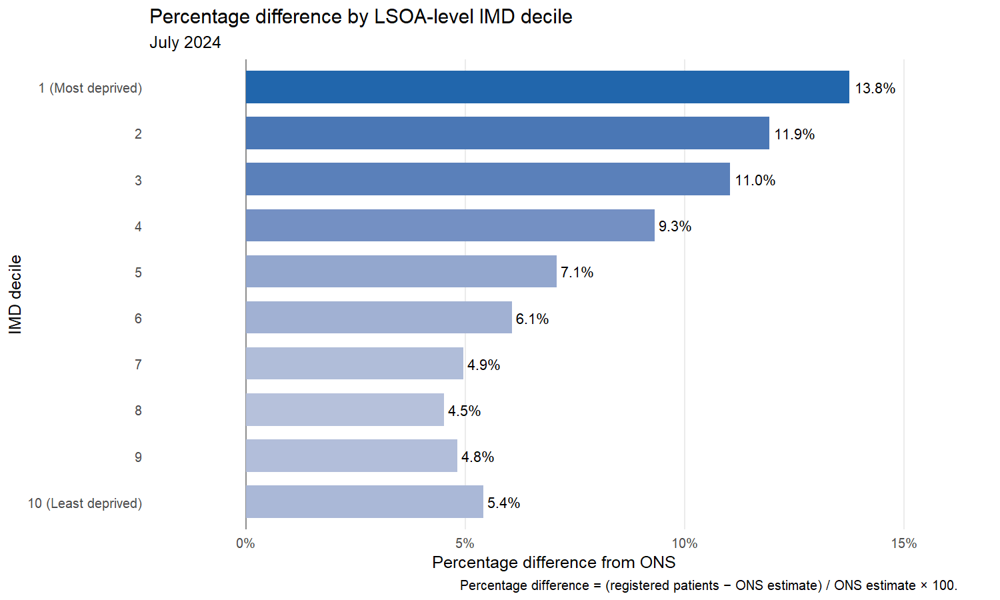 Percentage difference by LSOA-level IMD decile
July 2024
IMD decile
1 (Most deprived) 13.8%
2 11.9%
3 11.0%
4 9.3%
5 7.1%
6 6.1%
7 4.9%
8 4.5%
9 4.8%
10 (Least deprived) 5.4%
0% 5% 10% 15%
Percentage difference from ONS
Percentage difference = (registered patients − ONS estimate) / ONS estimate × 100.